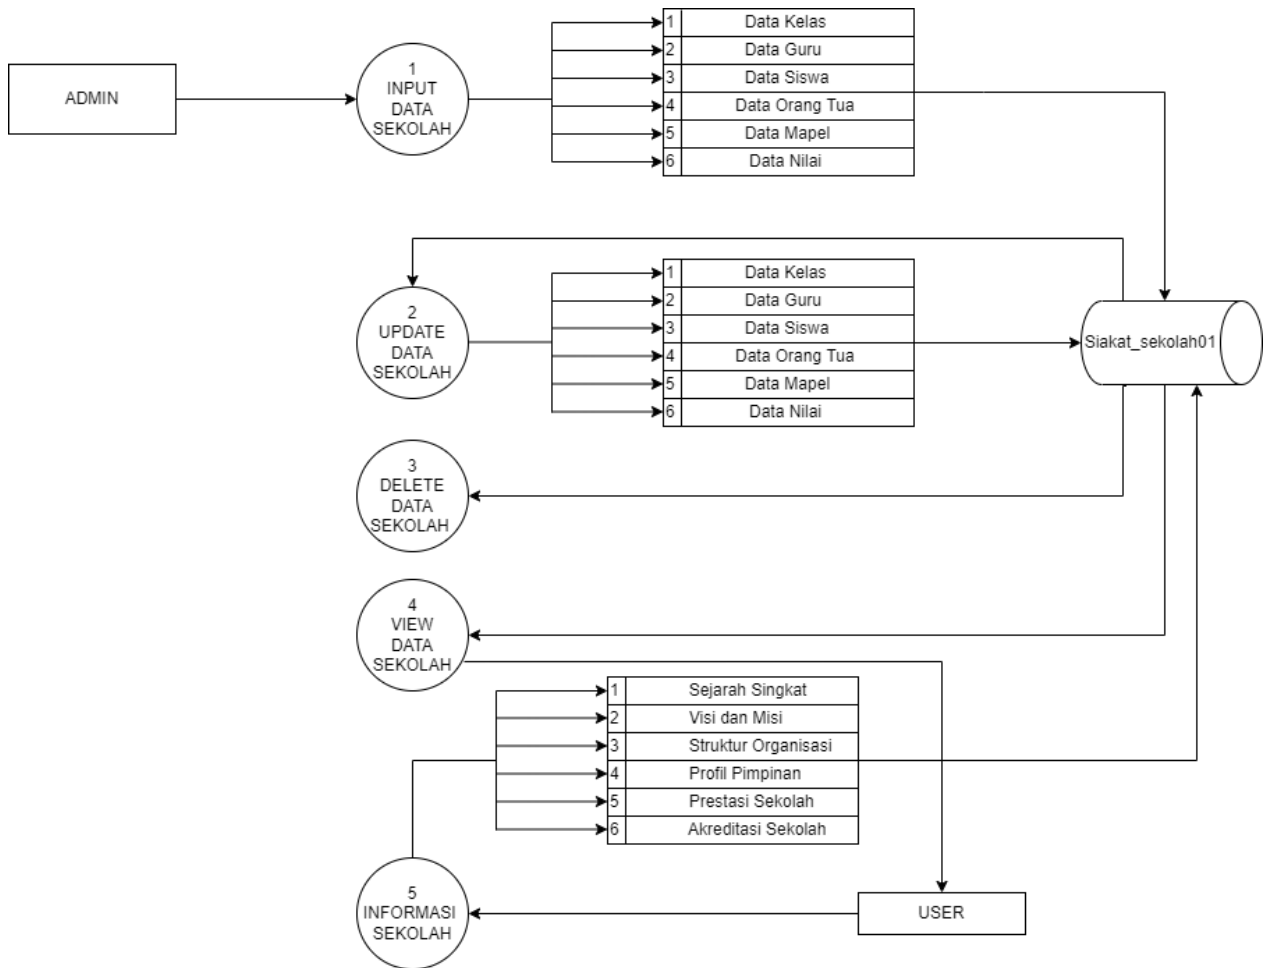 ADMIN
1
INPUT
DATA
SEKOLAH
1 Data Kelas
2 Data Guru
3 Data Siswa
4 Data Orang Tua
5 Data Mapel
6 Data Nilai
2
UPDATE
DATA
SEKOLAH
1 Data Kelas
2 Data Guru
3 Data Siswa
4 Data Orang Tua
5 Data Mapel
6 Data Nilai
Siakat_sekolah01
3
DELETE
DATA
SEKOLAH
4
VIEW
DATA
SEKOLAH
1 Sejarah Singkat
2 Visi dan Misi
3 Struktur Organisasi
4 Profil Pimpinan
5 Prestasi Sekolah
6 Akreditasi Sekolah
5
INFORMASI
SEKOLAH
USER